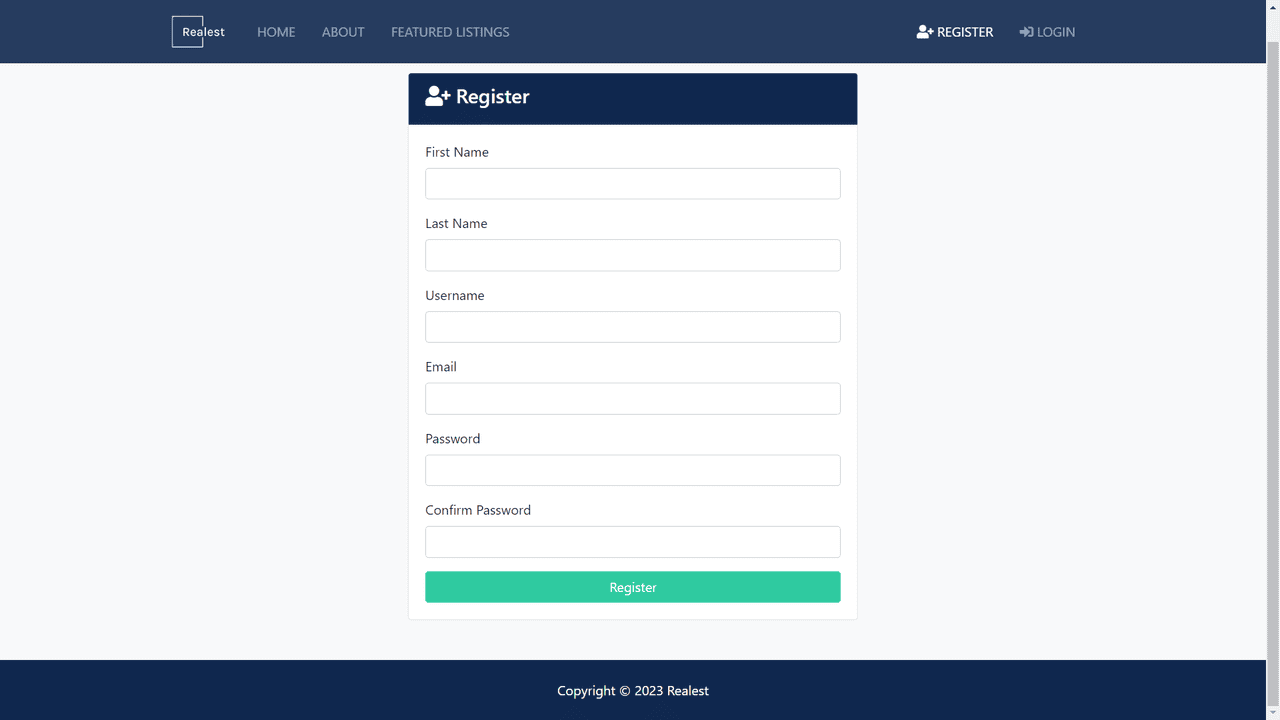 Realest HOME ABOUT FEATURED LISTINGS REGISTER LOGIN
Register
First Name
Last Name
Username
Email
Password
Confirm Password
Register
Copyright © 2023 Realest